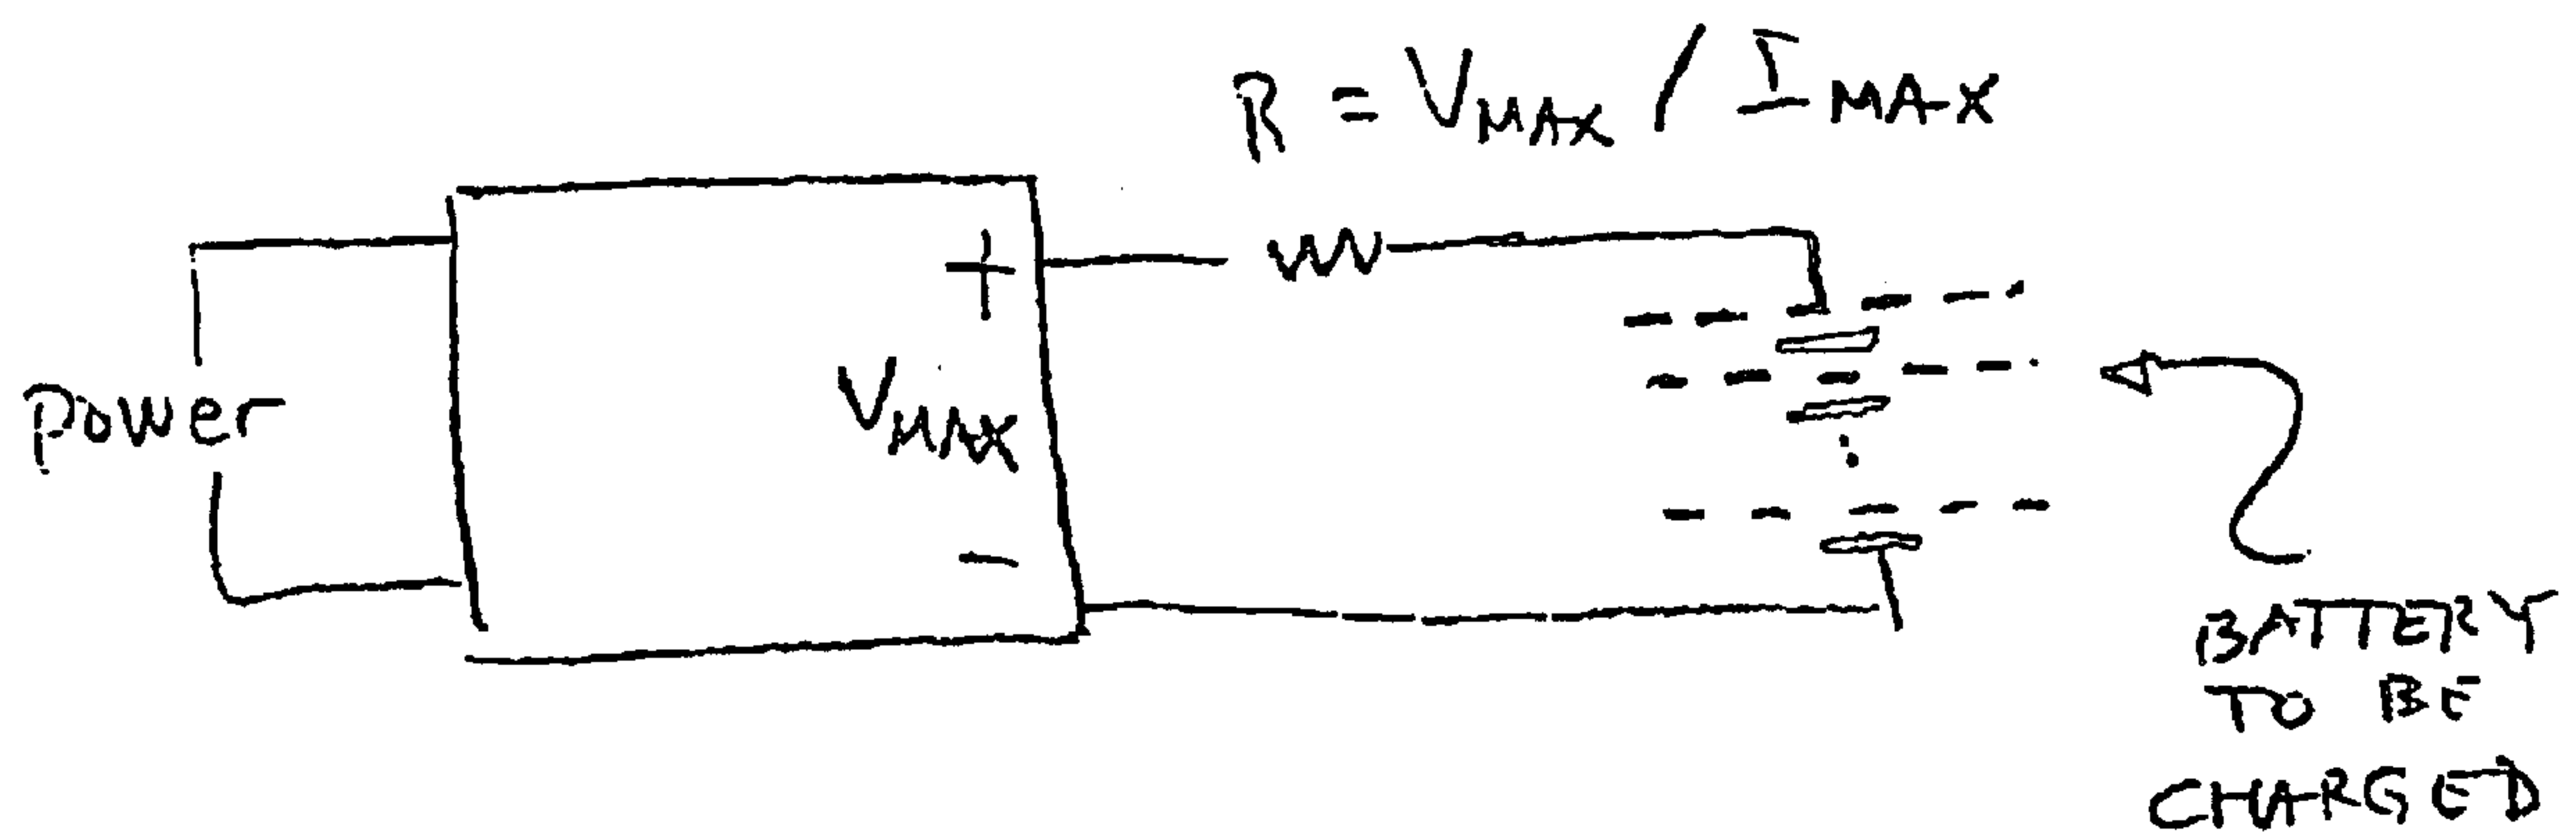 R = VMAX / IMAX
+
Power
VMAX
-
BATTERY
TO BE
CHARGED